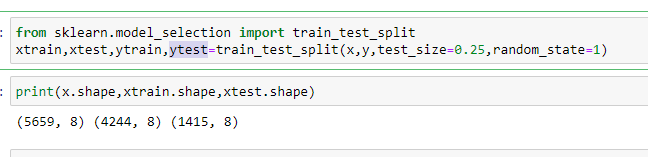 : from sklearn.model_selection import train_test_split
xtrain,xtest,ytrain,ytest=train_test_split(x,y,test_size=0.25,random_state=1)
: print(x.shape,xtrain.shape,xtest.shape)
(5659, 8) (4244, 8) (1415, 8)